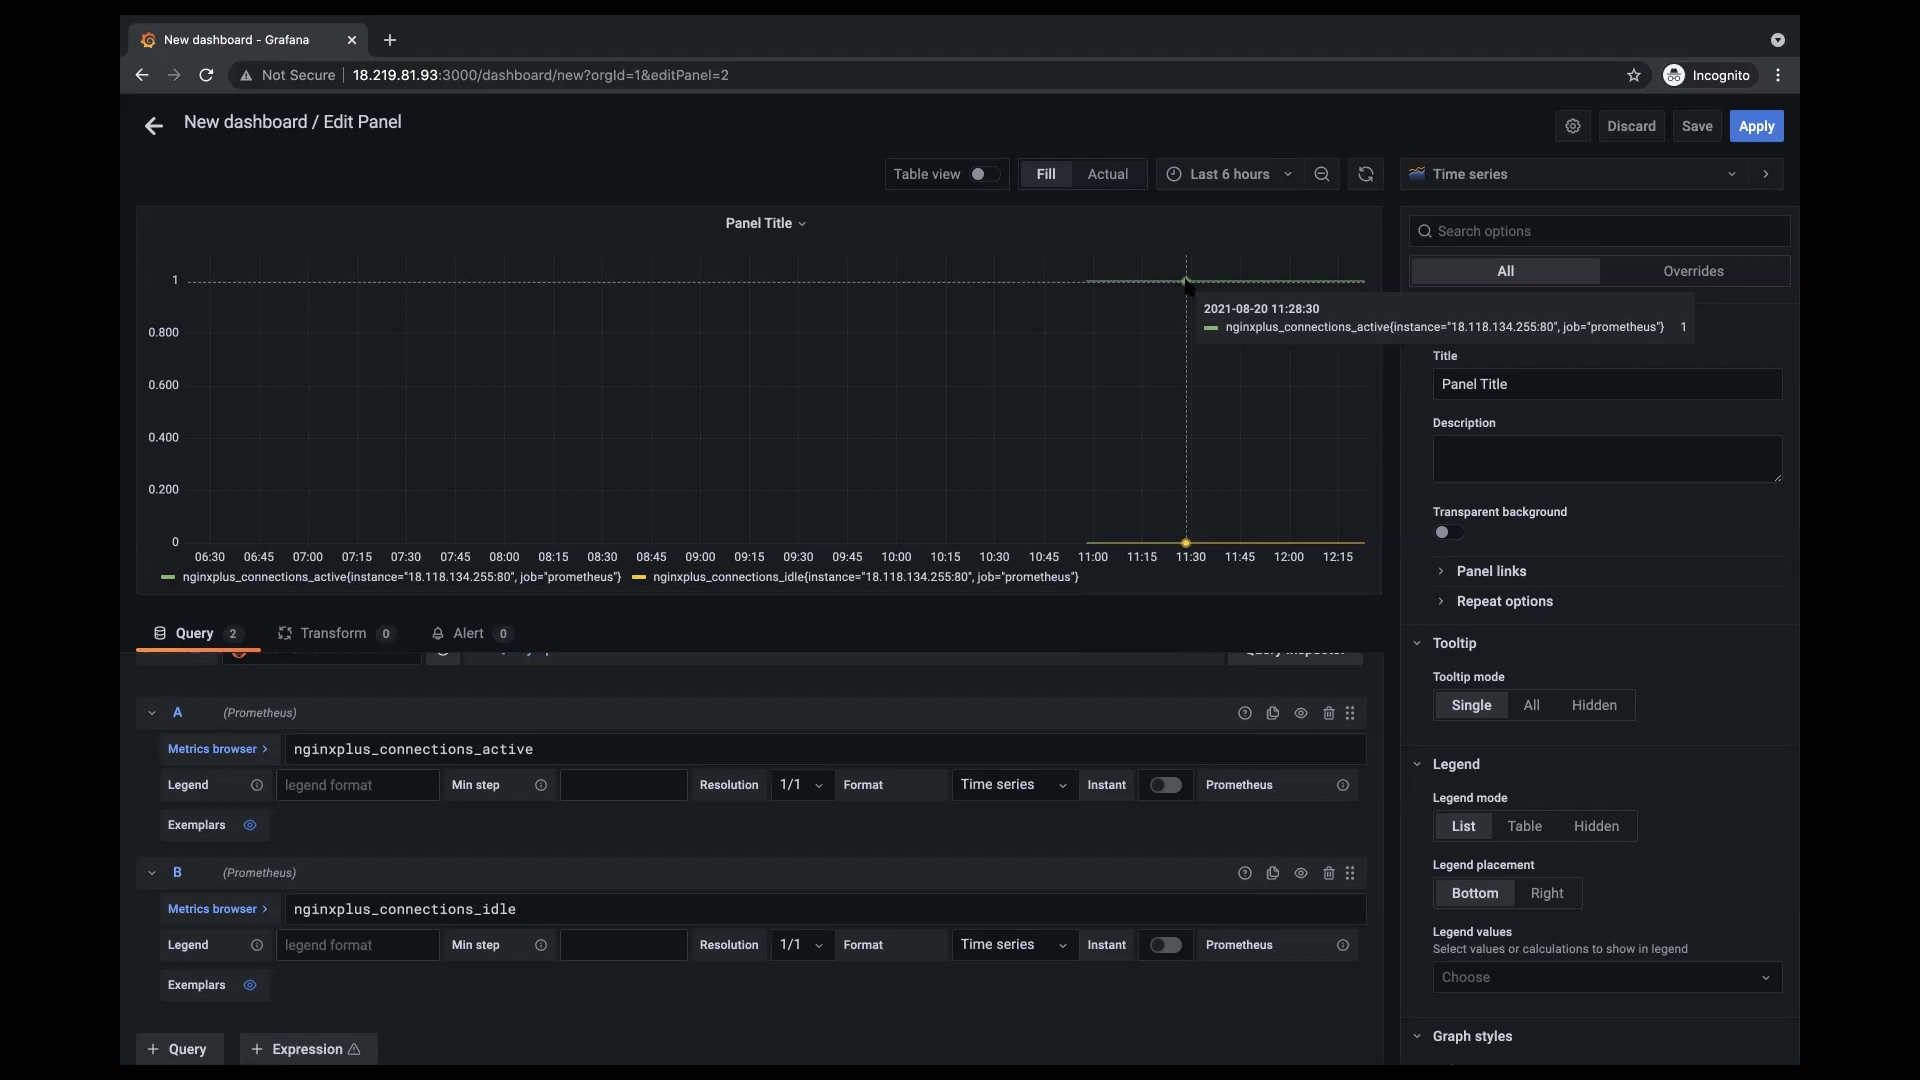 New dashboard - Grafana
Not Secure 18.219.81.93:3000/dashboard/new?orgId=1&editPanel=2 Incognito
New dashboard / Edit Panel Discard Save Apply
Table view Fill Actual Last 6 hours Time series
Panel Title
Search options
All Overrides
1
0.800
0.600
0.400
0.200
0
2021-08-20 11:28:30
nginxplus_connections_active{instance="18.118.134.255:80", job="prometheus"} 1
06:30 06:45 07:00 07:15 07:30 07:45 08:00 08:15 08:30 08:45 09:00 09:15 09:30 09:45 10:00 10:15 10:30 10:45 11:00 11:15 11:30 11:45 12:00 12:15
nginxplus_connections_active{instance="18.118.134.255:80", job="prometheus"} nginxplus_connections_idle{instance="18.118.134.255:80", job="prometheus"}
Title
Panel Title
Description
Transparent background
Panel links
Repeat options
Query 2 Transform 0 Alert 0
A (Prometheus)
Metrics browser > nginxplus_connections_active
Legend legend format Min step Resolution 1/1 Format Time series Instant Prometheus
Exemplars
B (Prometheus)
Metrics browser > nginxplus_connections_idle
Legend legend format Min step Resolution 1/1 Format Time series Instant Prometheus
Exemplars
+ Query + Expression
Tooltip
Tooltip mode
Single All Hidden
Legend
Legend mode
List Table Hidden
Legend placement
Bottom Right
Legend values
Select values or calculations to show in legend
Choose
Graph styles